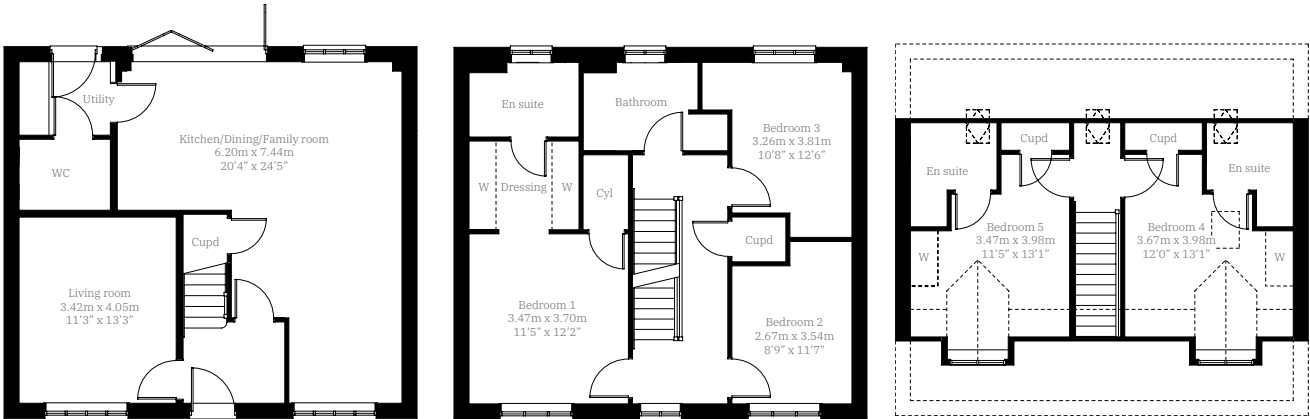 Utility
WC
Kitchen/Dining/Family room
6.20m x 7.44m
20'4" x 24'5"
Cupd
Living room
3.42m x 4.05m
11'3" x 13'3"
En suite
Bathroom
Bedroom 3
3.26m x 3.81m
10'8" x 12'6"
W
Dressing
W
Cyl
Cupd
Bedroom 1
3.47m x 3.70m
11'5" x 12'2"
Bedroom 2
2.67m x 3.54m
8'9" x 11'7"
Cupd
Cupd
En suite
En suite
Bedroom 5
3.47m x 3.98m
11'5" x 13'1"
Bedroom 4
3.67m x 3.98m
12'0" x 13'1"
W
W